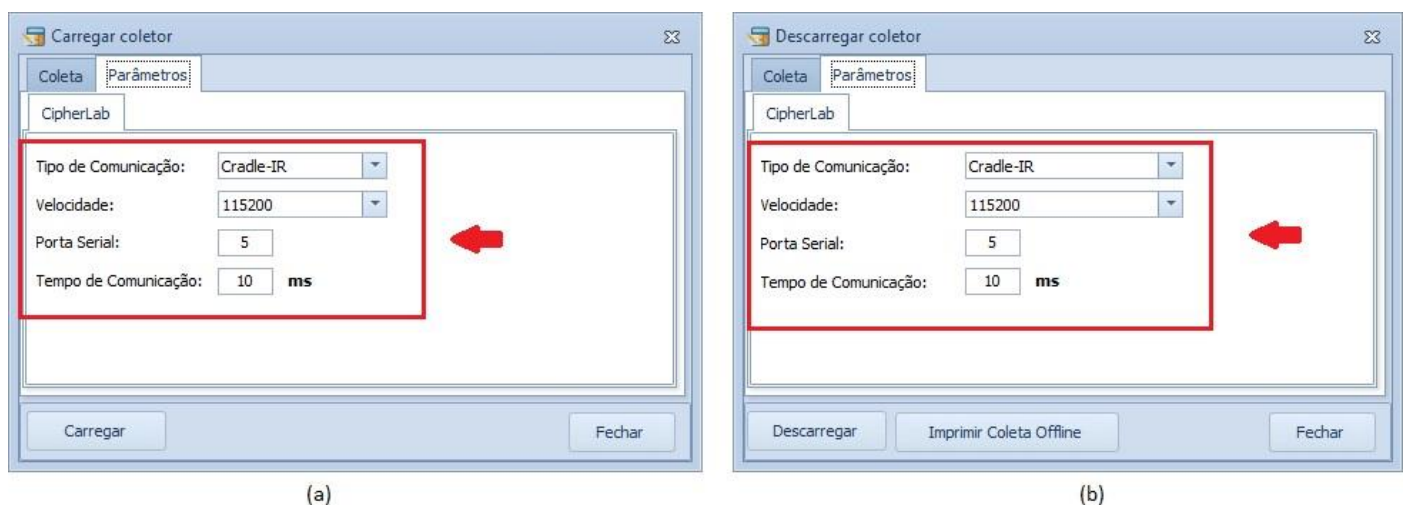 Carregar coletor
Coleta Parâmetros
CipherLab
Tipo de Comunicação: Cradle-IR
Velocidade: 115200
Porta Serial: 5
Tempo de Comunicação: 10 ms
Carregar Fechar
(a)
Descarregar coletor
Coleta Parâmetros
CipherLab
Tipo de Comunicação: Cradle-IR
Velocidade: 115200
Porta Serial: 5
Tempo de Comunicação: 10 ms
Descarregar Imprimir Coleta Offline Fechar
(b)